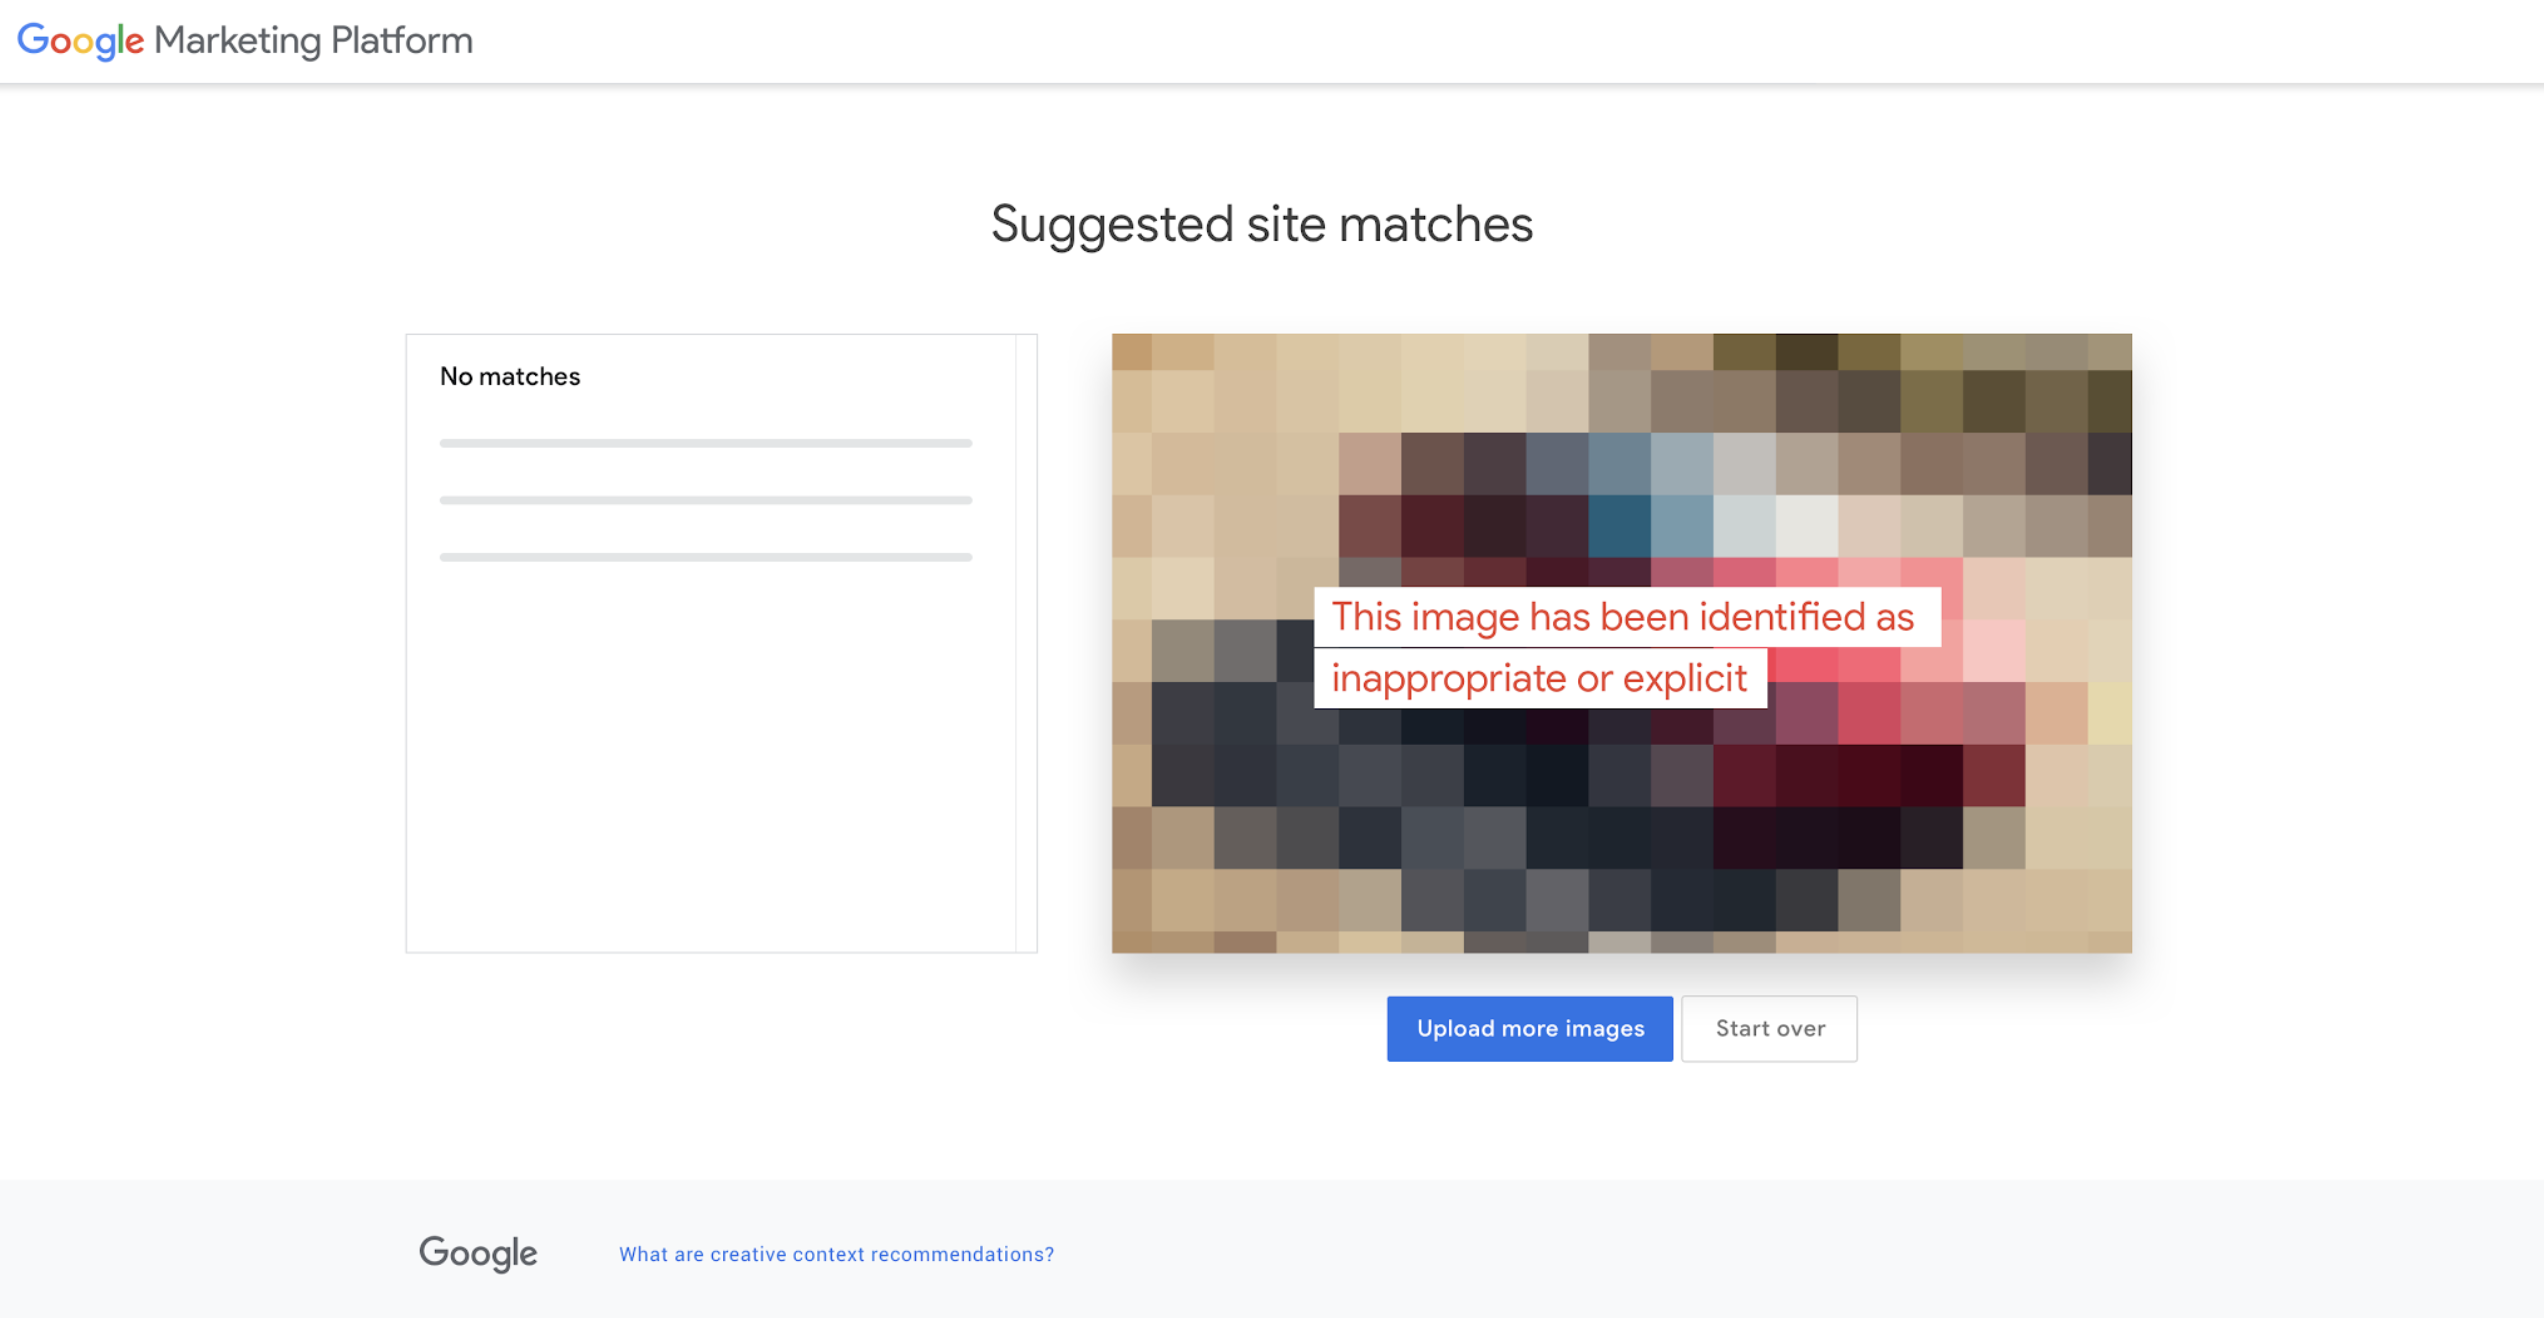 Google Marketing Platform
Suggested site matches
No matches
This image has been identified as
inappropriate or explicit
Upload more images
Start over
Google
What are creative context recommendations?